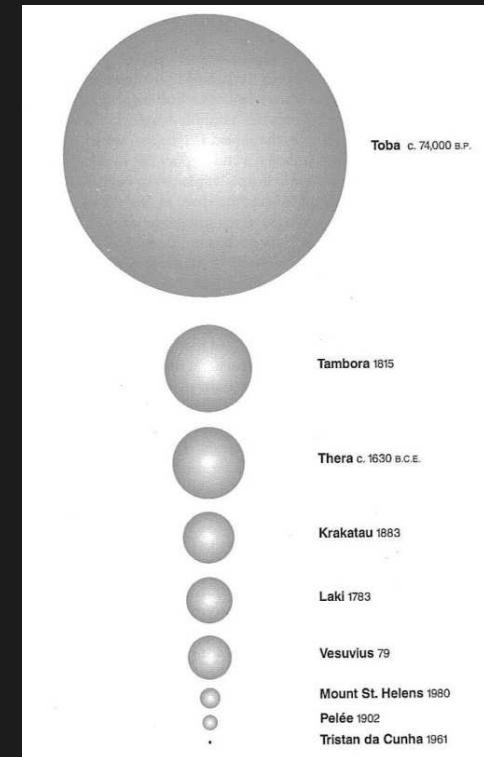 Toba c. 74,000 B.P.
Tambora 1815
Thera c. 1630 B.C.E.
Krakatau 1883
Laki 1783
Vesuvius 79
Mount St. Helens 1980
Pelée 1902
Tristan da Cunha 1961